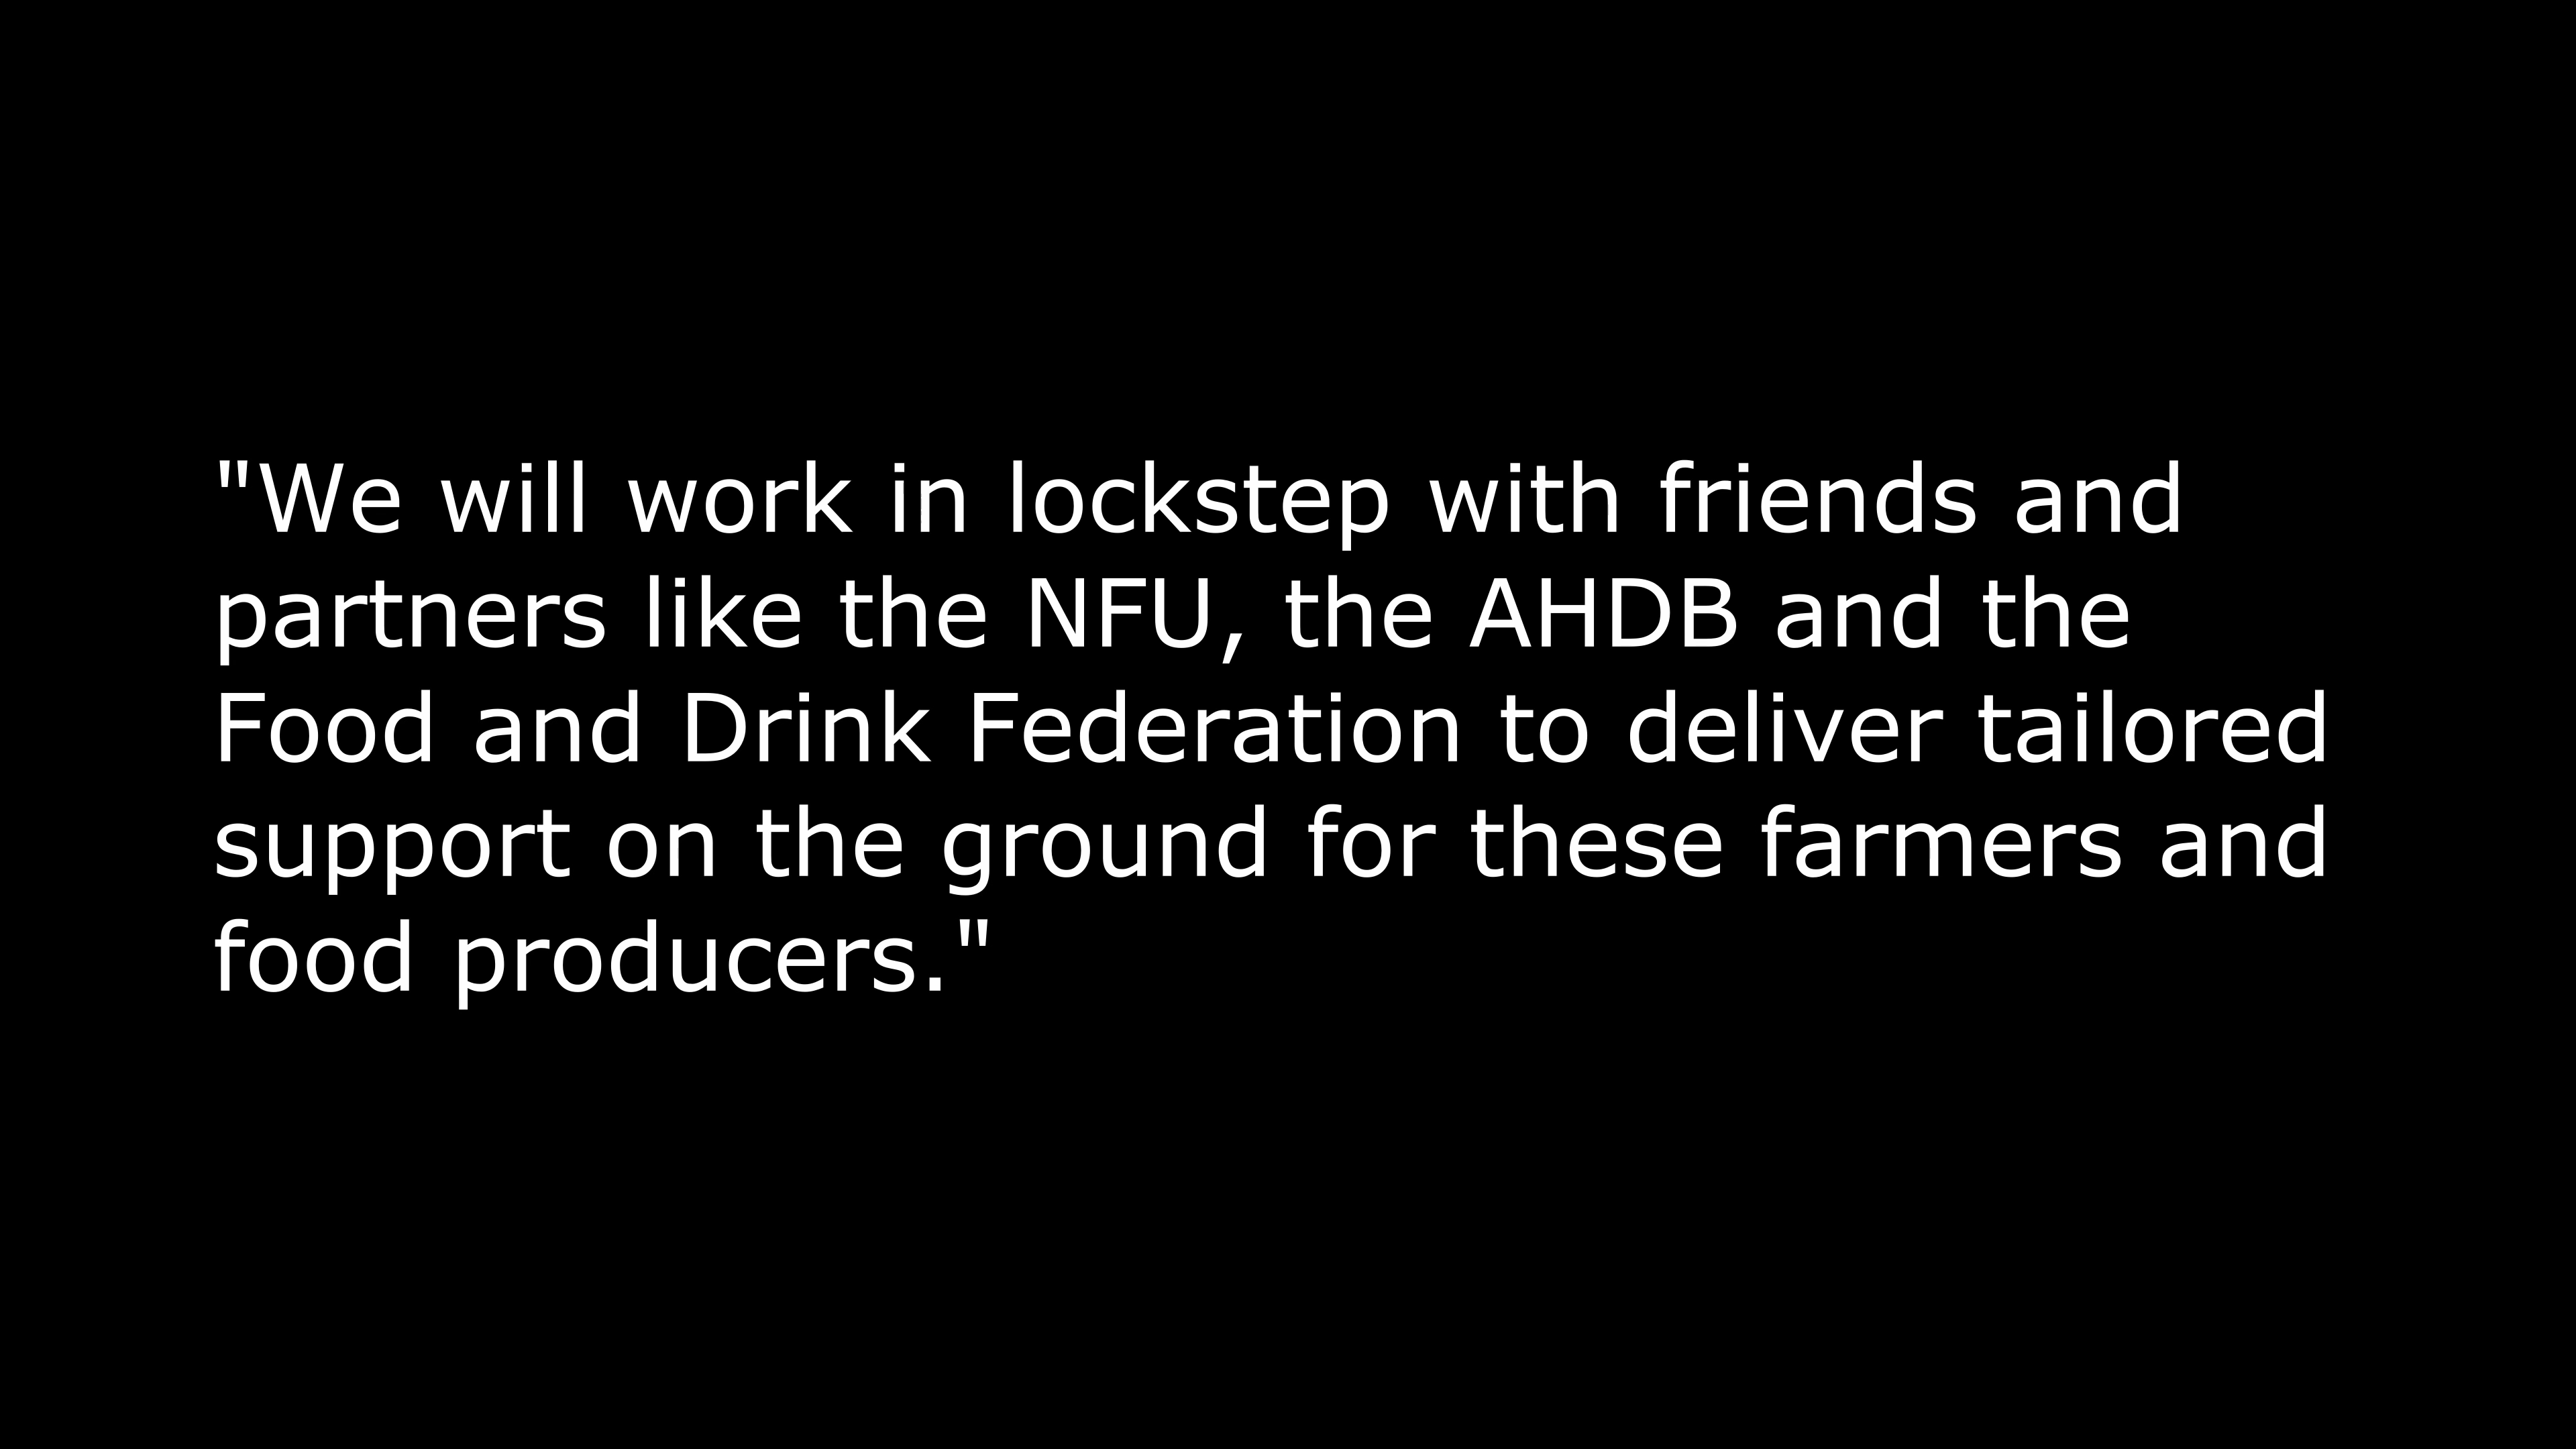 "We will work in lockstep with friends and
partners like the NFU, the AHDB and the
Food and Drink Federation to deliver tailored
support on the ground for these farmers and
food producers."